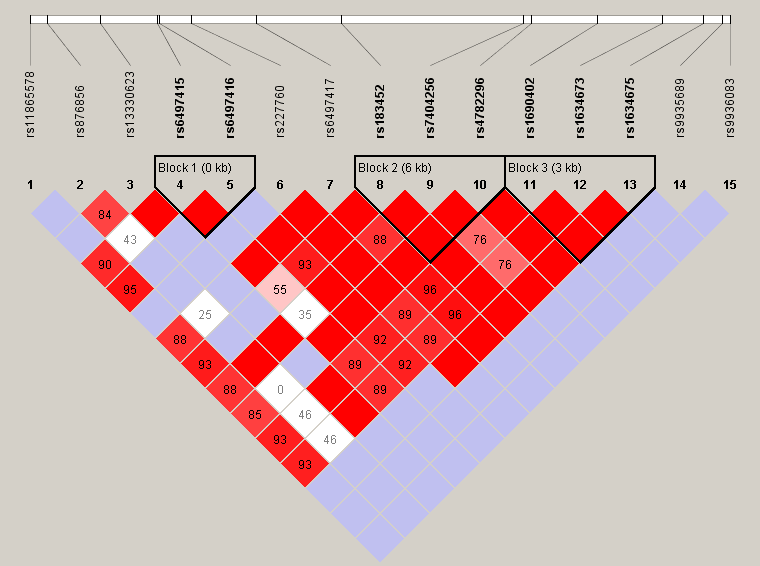 rs11865578
rs876856
rs13330623
rs6497415
rs6497416
rs227760
rs6497417
rs183452
rs7404256
rs4782296
rs1690402
rs1634673
rs1634675
rs9935689
rs9936083
Block 1 (0 kb)
Block 2 (6 kb)
Block 3 (3 kb)
1 2 3 4 5 6 7 8 9 10 11 12 13 14 15
84
43 88 76
90 93 76
95 55 96
25 35 89 96
88 92 89
93 89 92
88 0 89
85 46
93 46
93